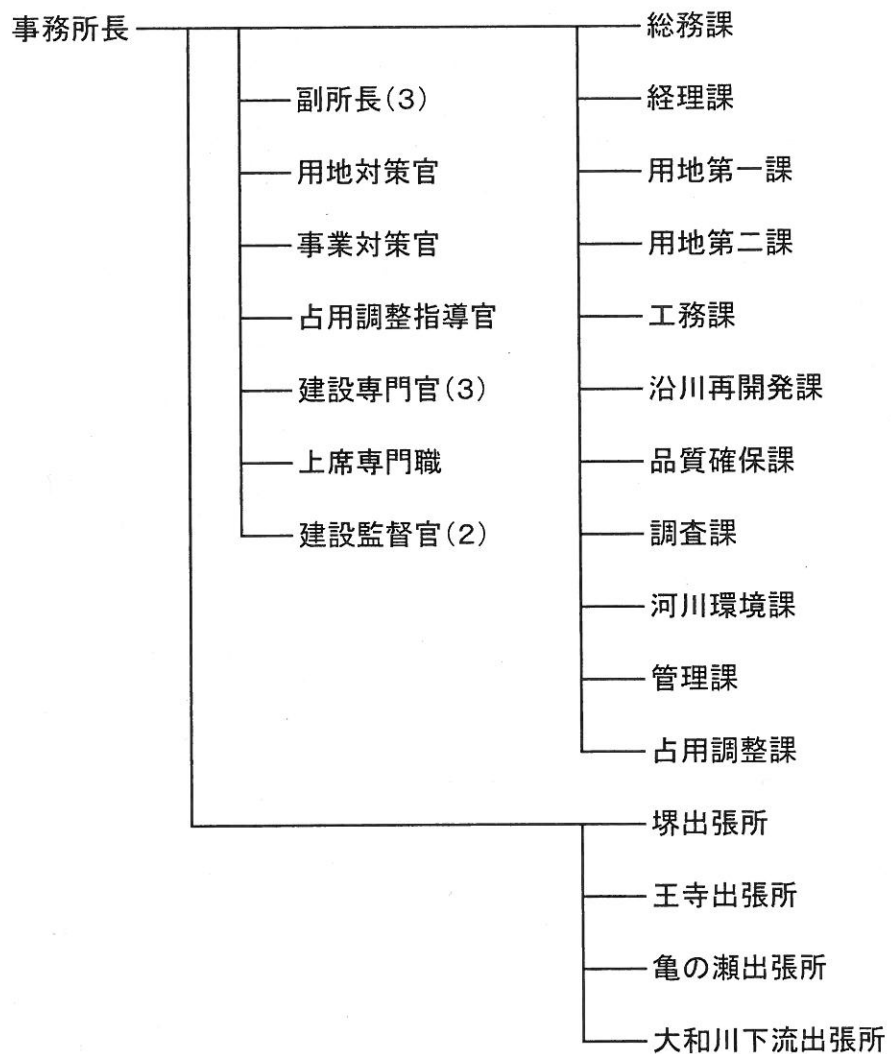 事務所長
副所長(3)
用地対策官
事業対策官
占用調整指導官
建設専門官(3)
上席専門職
建設監督官(2)
総務課
経理課
用地第一課
用地第二課
工務課
沿川再開発課
品質確保課
調査課
河川環境課
管理課
占用調整課
堺出張所
王寺出張所
亀の瀬出張所
大和川下流出張所